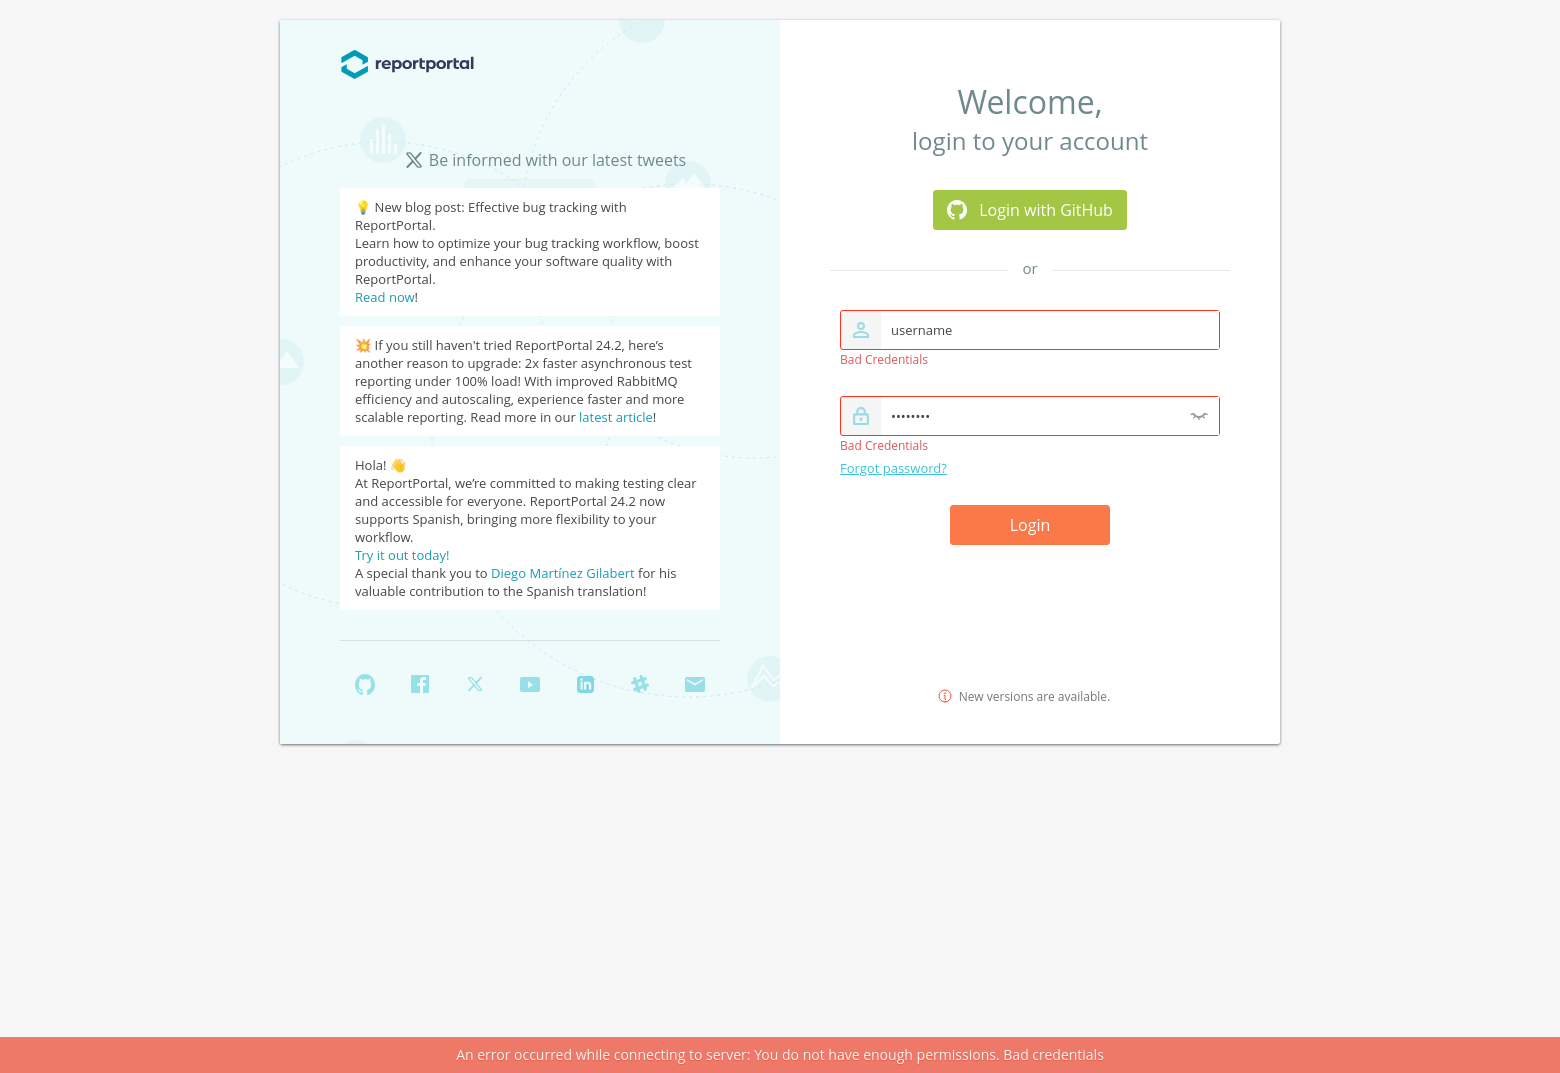 reportportal
Be informed with our latest tweets
💡 New blog post: Effective bug tracking with
ReportPortal.
Learn how to optimize your bug tracking workflow, boost
productivity, and enhance your software quality with
ReportPortal.
Read now!
💥 If you still haven't tried ReportPortal 24.2, here’s
another reason to upgrade: 2x faster asynchronous test
reporting under 100% load! With improved RabbitMQ
efficiency and autoscaling, experience faster and more
scalable reporting. Read more in our latest article!
Hola! 👋
At ReportPortal, we’re committed to making testing clear
and accessible for everyone. ReportPortal 24.2 now
supports Spanish, bringing more flexibility to your
workflow.
Try it out today!
A special thank you to Diego Martínez Gilabert for his
valuable contribution to the Spanish translation!
Welcome,
login to your account
Login with GitHub
or
username
Bad Credentials
••••••••
Bad Credentials
Forgot password?
Login
New versions are available.
An error occurred while connecting to server: You do not have enough permissions. Bad credentials